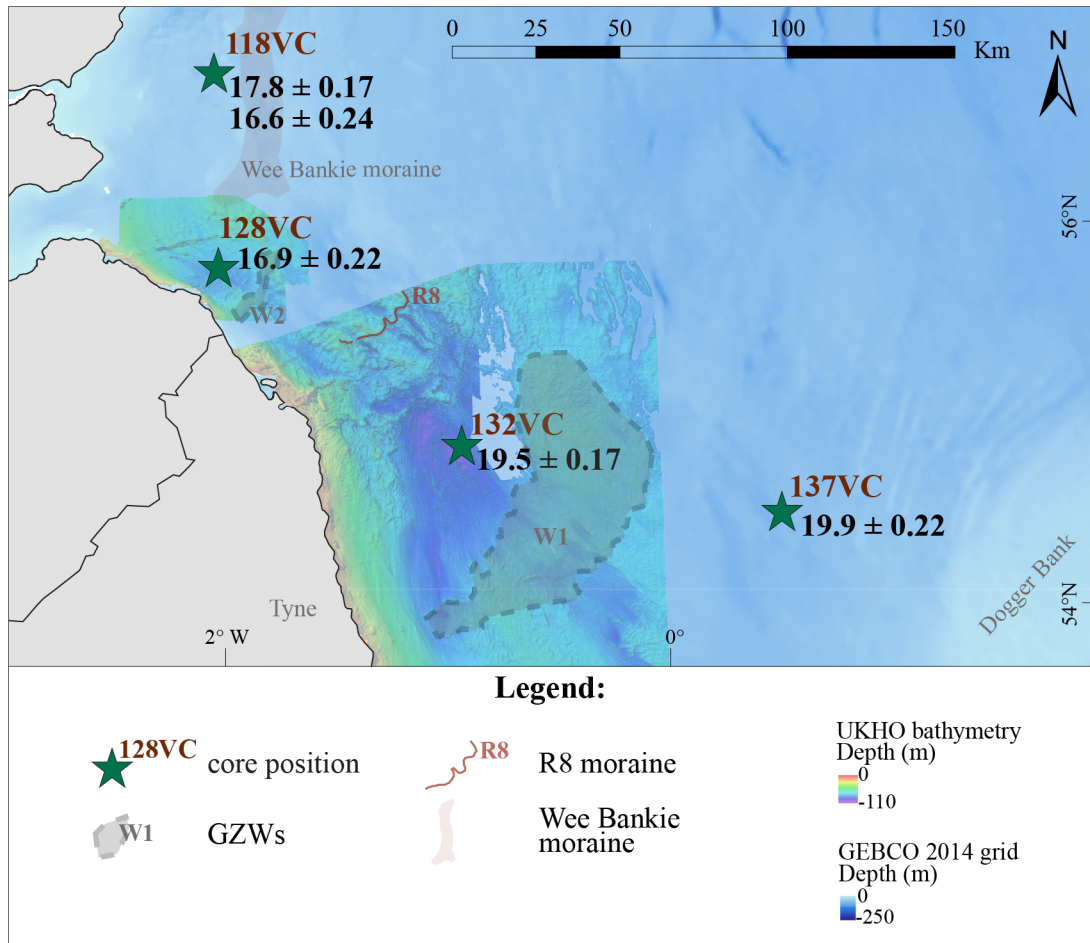 0 25 50 100 150
Km
N
118VC
17.8 ± 0.17
16.6 ± 0.24
Wee Bankie moraine
56°N
128VC
16.9 ± 0.22
W2
R8
132VC
19.5 ± 0.17
137VC
19.9 ± 0.22
W1
Tyne
Dogger Bank
54°N
2° W
0°
Legend:
128VC
core position
W1
GZWs
R8
R8 moraine
Wee Bankie
moraine
UKHO bathymetry
Depth (m)
0
-110
GEBCO 2014 grid
Depth (m)
0
-250